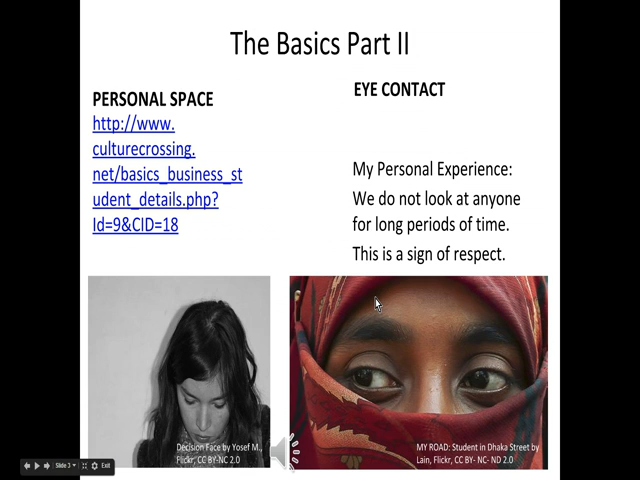 The Basics Part II
PERSONAL SPACE
http://www.
culturecrossing.
net/basics_business_st
udent_details.php?
Id=9&CID=18
EYE CONTACT
My Personal Experience:
We do not look at anyone
for long periods of time.
This is a sign of respect.
Decision Face by Yosef M.,
Flickr, CC BY-NC 2.0
MY ROAD: Student in Dhaka Street by
Lain, Flickr, CC BY- NC- ND 2.0
Slide 3
Exit